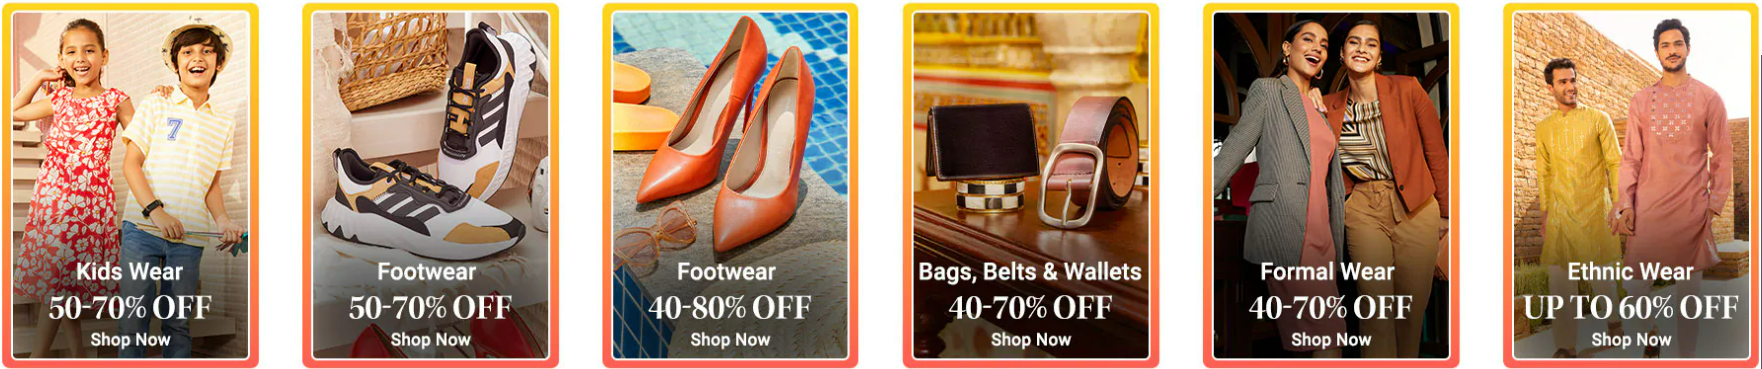 7
Kids Wear
50-70% OFF
Shop Now
Footwear
50-70% OFF
Shop Now
Footwear
40-80% OFF
Shop Now
Bags, Belts & Wallets
40-70% OFF
Shop Now
Formal Wear
40-70% OFF
Shop Now
Ethnic Wear
UP TO 60% OFF
Shop Now